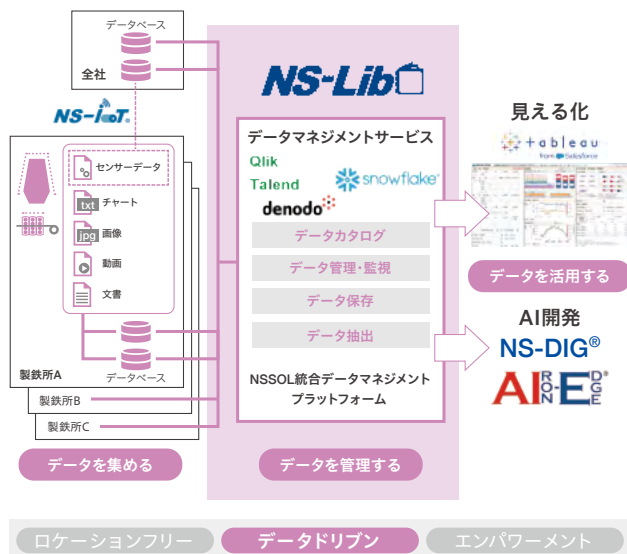 データベース
全社
NS-IoT.
センサーデータ
txt チャート
jpg 画像
動画
文書
データベース
製鉄所A
製鉄所B
製鉄所C
データを集める
NS-Lib
データマネジメントサービス
Qlik
Talend
snowflake®
denodo
データカタログ
データ管理・監視
データ保存
データ抽出
NSSOL統合データマネジメント
プラットフォーム
データを管理する
見える化
+tableau
from Salesforce
データを活用する
AI開発
NS-DIG®
AIRON-EDGE®
ロケーションフリー
データドリブン
エンパワーメント